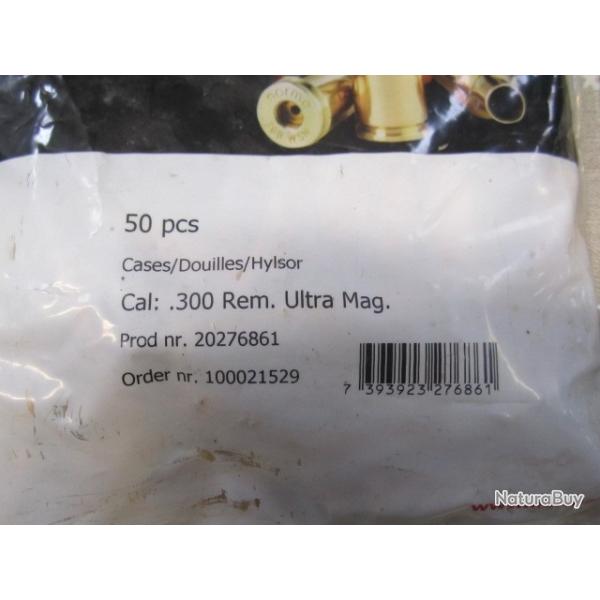 norma
50 pcs
Cases/Douilles/Hylsor
Cal: .300 Rem. Ultra Mag.
Prod nr. 20276861
Order nr. 100021529
7 393923 276861
NaturaBuy